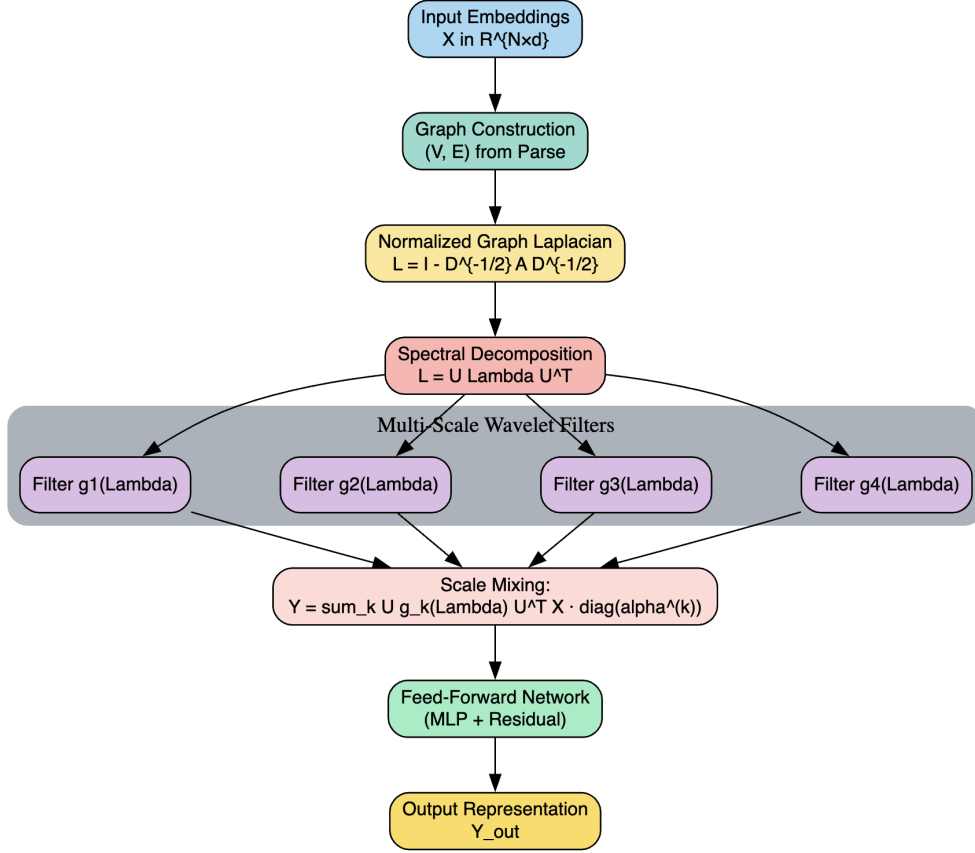 Input Embeddings
X in R^{N×d}
Graph Construction
(V, E) from Parse
Normalized Graph Laplacian
L = I - D^{-1/2} A D^{-1/2}
Spectral Decomposition
L = U Lambda U^T
Multi-Scale Wavelet Filters
Filter g1(Lambda)
Filter g2(Lambda)
Filter g3(Lambda)
Filter g4(Lambda)
Scale Mixing:
Y = sum_k U g_k(Lambda) U^T X · diag(alpha^(k))
Feed-Forward Network
(MLP + Residual)
Output Representation
Y_out